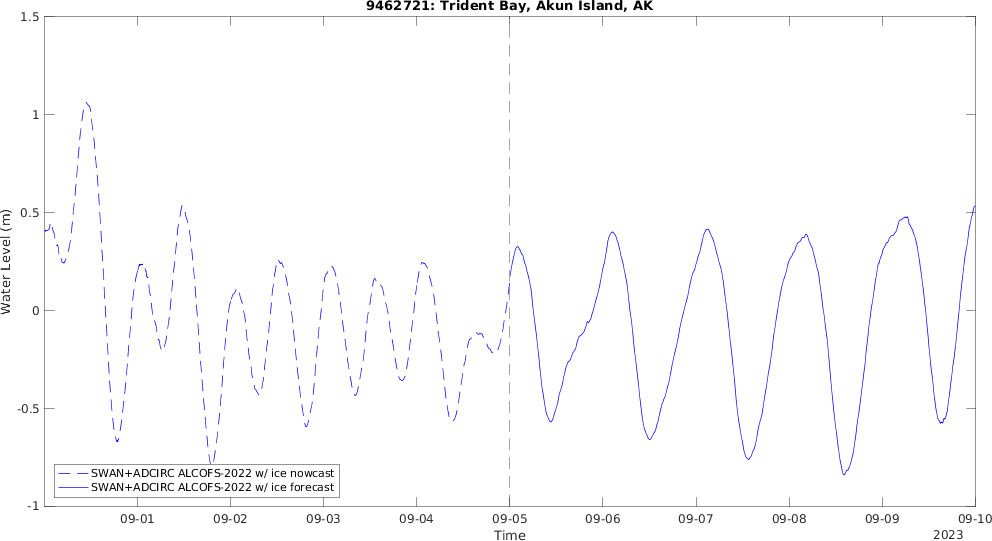 9462721: Trident Bay, Akun Island, AK
1.5
1
0.5
0
-0.5
-1
Water Level (m)
SWAN+ADCIRC ALCOFS-2022 w/ ice nowcast
SWAN+ADCIRC ALCOFS-2022 w/ ice forecast
09-01 09-02 09-03 09-04 09-05 09-06 09-07 09-08 09-09 09-10
Time
2023